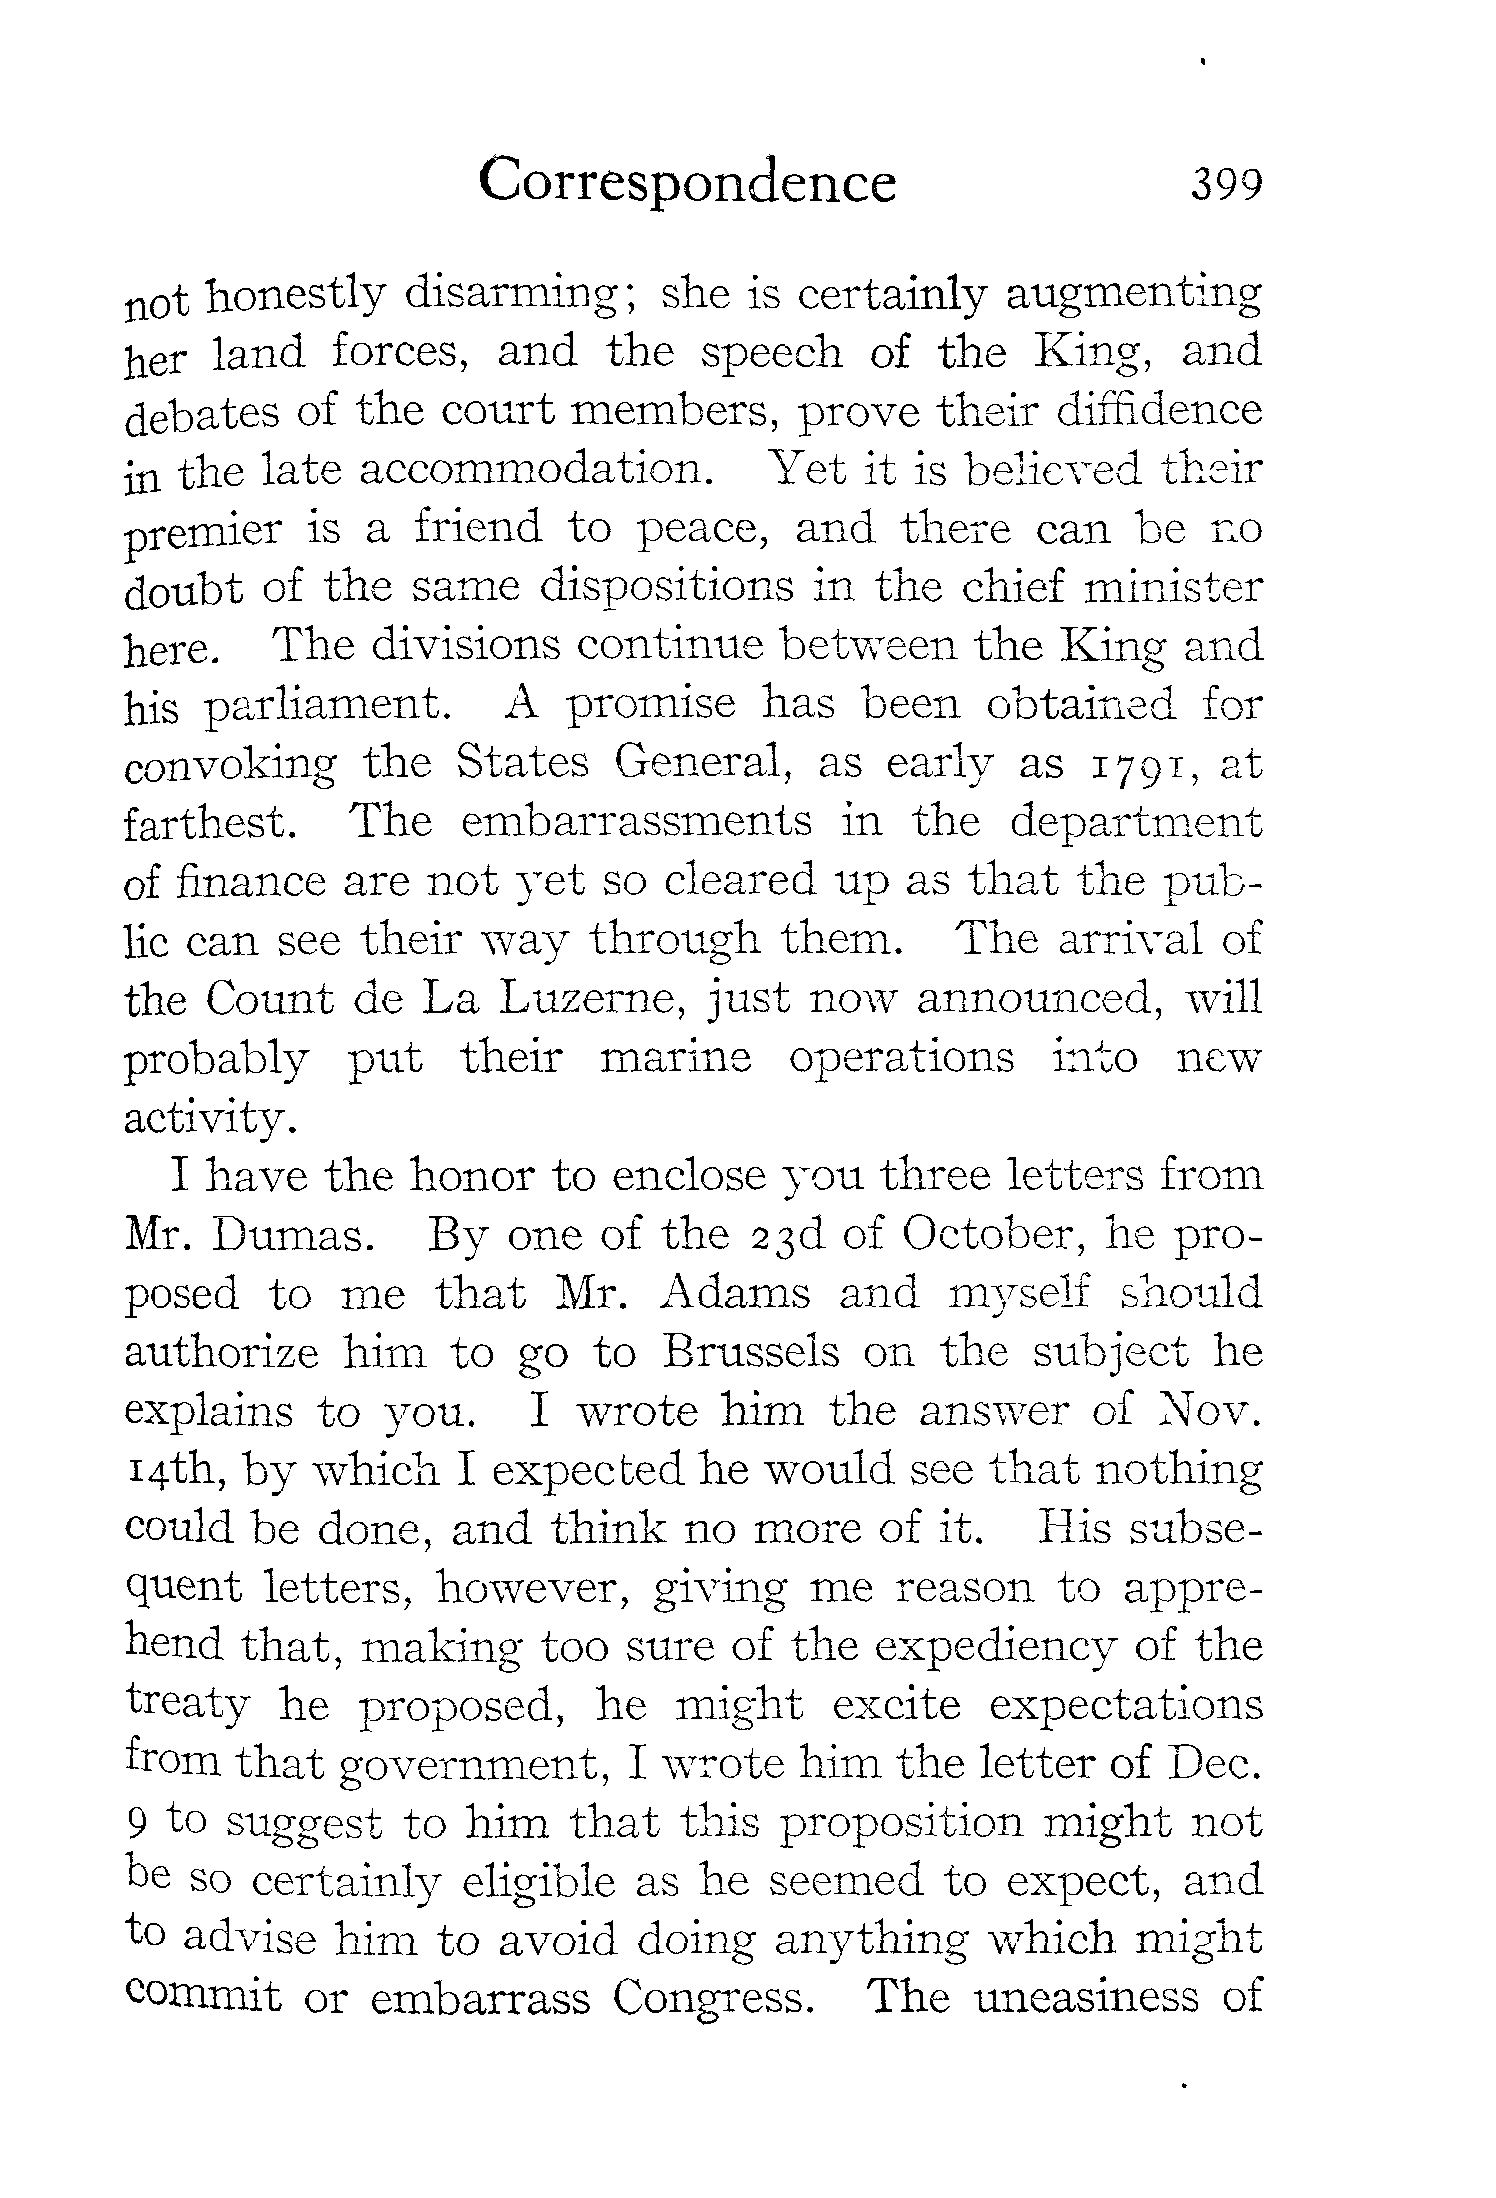 Correspondence 399
not honestly disarming; she is certainly augmenting
her land forces, and the speech of the King, and
debates of the court members, prove their diffidence
in the late accommodation. Yet it is believed their
premier is a friend to peace, and there can be no
doubt of the same dispositions in the chief minister
here. The divisions continue between the King and
his parliament. A promise has been obtained for
convoking the States General, as early as 1791, at
farthest. The embarrassments in the department
of finance are not yet so cleared up as that the pub-
lic can see their way through them. The arrival of
the Count de La Luzerne, just now announced, will
probably put their marine operations into new
activity.
I have the honor to enclose you three letters from
Mr. Dumas. By one of the 23d of October, he pro-
posed to me that Mr. Adams and myself should
authorize him to go to Brussels on the subject he
explains to you. I wrote him the answer of Nov.
14th, by which I expected he would see that nothing
could be done, and think no more of it. His subse-
quent letters, however, giving me reason to appre-
hend that, making too sure of the expediency of the
treaty he proposed, he might excite expectations
from that government, I wrote him the letter of Dec.
9 to suggest to him that this proposition might not
be so certainly eligible as he seemed to expect, and
to advise him to avoid doing anything which might
commit or embarrass Congress. The uneasiness of